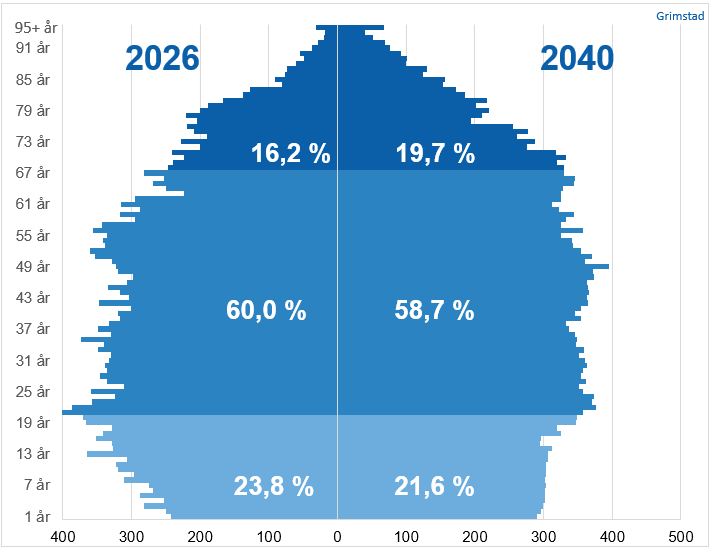 Grimstad
2026
2040
95+ år
91 år
85 år
79 år
73 år
67 år
61 år
55 år
49 år
43 år
37 år
31 år
25 år
19 år
13 år
7 år
1 år
16,2 %
19,7 %
60,0 %
58,7 %
23,8 %
21,6 %
400 300 200 100 0 100 200 300 400 500